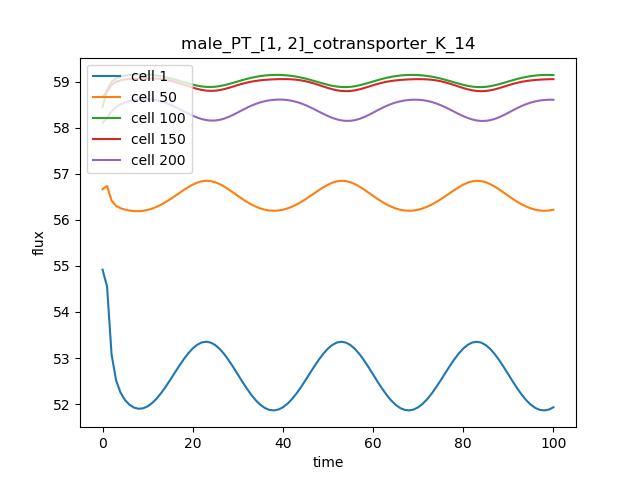 male_PT_[1, 2]_cotransporter_K_14
cell 1
cell 50
cell 100
cell 150
cell 200
59
58
57
56
55
54
53
52
flux
0 20 40 60 80 100
time